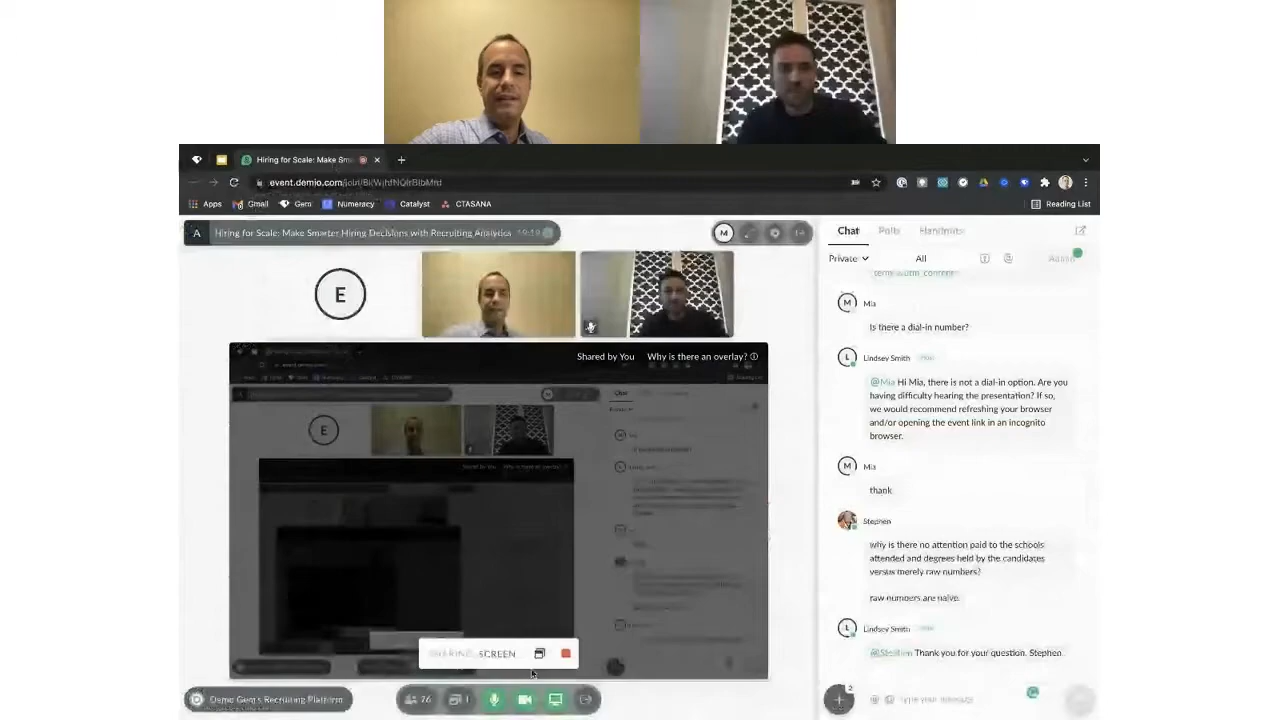 Hiring for Scale: Make Sm
event.demio.com/join/
Apps
Gmail
Gem
Numeracy
Catalyst
CTASANA
Reading List
A
Hiring for Scale: Make Smarter Hiring Decisions with Recruiting Analytics
M
E
Shared by You
Why is there an overlay?
E
SHARING SCREEN
Demo Gem's Recruiting Platform
76
1
Chat
Polls
Handouts
Private
All
M
Mia
Is there a dial-in number?
L
Lindsey Smith
@Mia Hi Mia, there is not a dial-in option. Are you
having difficulty hearing the presentation? If so,
we would recommend refreshing your browser
and/or opening the event link in an incognito
browser.
M
Mia
thank
Stephen
why is there no attention paid to the schools
attended and degrees held by the candidates
versus merely raw numbers?
raw numbers are naive.
L
Lindsey Smith
@Stephen Thank you for your question, Stephen.
2
Type your message